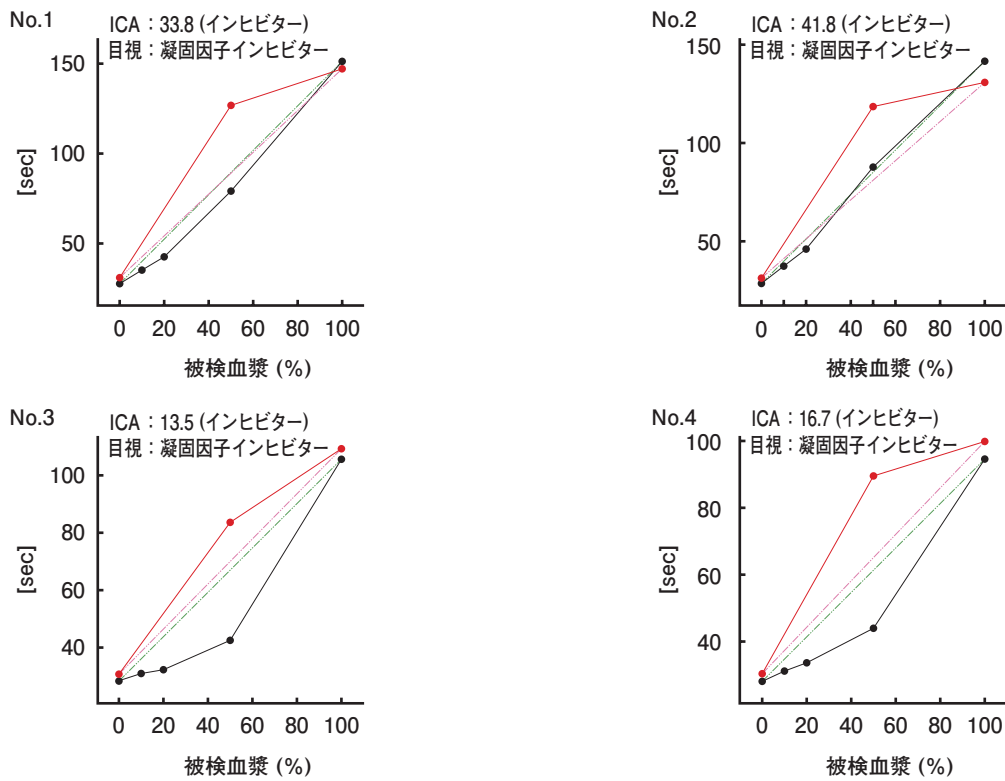 No.1
ICA：33.8 (インヒビター)
目視：凝固因子インヒビター
150
100
50
[sec]
0 20 40 60 80 100
被検血漿 (%)
No.2
ICA：41.8 (インヒビター)
目視：凝固因子インヒビター
150
100
50
[sec]
0 20 40 60 80 100
被検血漿 (%)
No.3
ICA：13.5 (インヒビター)
目視：凝固因子インヒビター
100
80
60
40
[sec]
0 20 40 60 80 100
被検血漿 (%)
No.4
ICA：16.7 (インヒビター)
目視：凝固因子インヒビター
100
80
60
40
[sec]
0 20 40 60 80 100
被検血漿 (%)